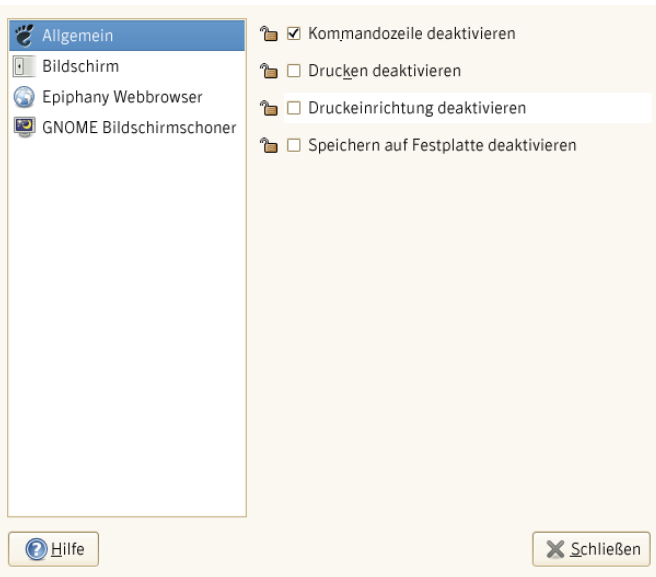 Allgemein
Bildschirm
Epiphany Webbrowser
GNOME Bildschirmschoner
Kommandozeile deaktivieren
Drucken deaktivieren
Druckeinrichtung deaktivieren
Speichern auf Festplatte deaktivieren
Hilfe
Schließen